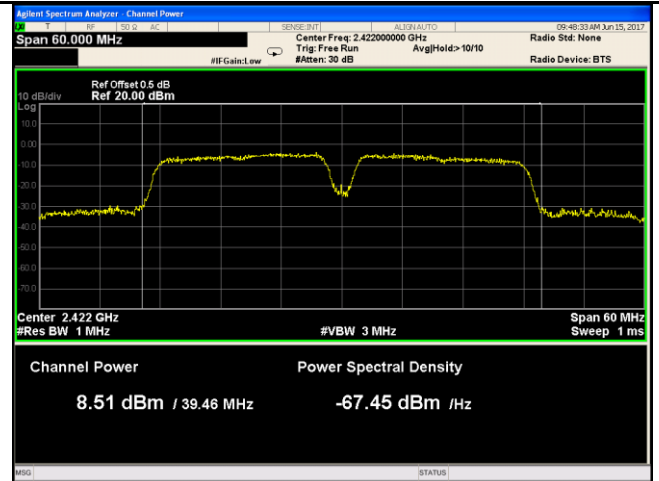 Agilent Spectrum Analyzer - Channel Power
T RF 50 Ω AC SENSE:INT ALIGNAUTO 09:48:33 AM Jun 15, 2017
Span 60.000 MHz Center Freq: 2.422000000 GHz Radio Std: None
Trig: Free Run Avg|Hold:>10/10
#IFGain:Low #Atten: 30 dB Radio Device: BTS
Ref Offset 0.5 dB
10 dB/div Ref 20.00 dBm
Log
10.0
0.00
-10.0
-20.0
-30.0
-40.0
-50.0
-60.0
-70.0
Center 2.422 GHz Span 60 MHz
#Res BW 1 MHz #VBW 3 MHz Sweep 1 ms
Channel Power Power Spectral Density
8.51 dBm / 39.46 MHz -67.45 dBm /Hz
MSG STATUS